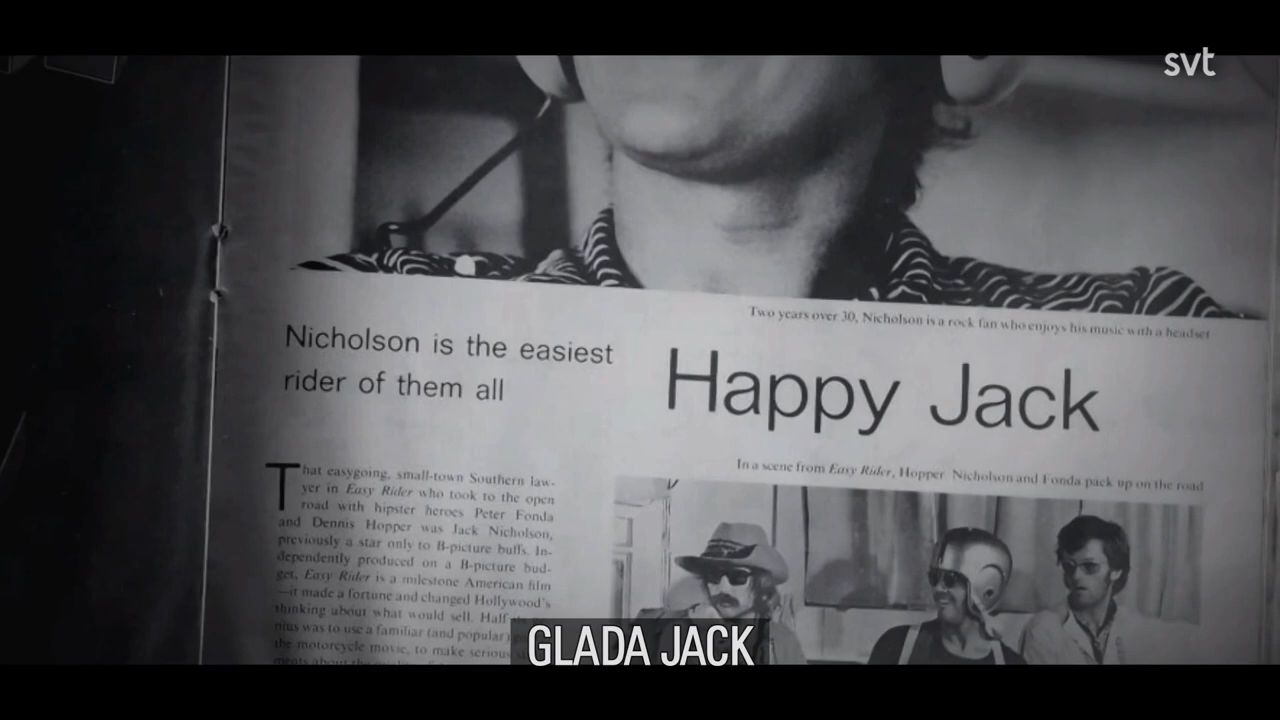 svt
Two years over 30, Nicholson is a rock fan who enjoys his music with a headset
Nicholson is the easiest
rider of them all
Happy Jack
In a scene from Easy Rider, Hopper Nicholson and Fonda pack up on the road
That easygoing, small-town Southern law-
yer in Easy Rider who took to the open
road with hipster heroes Peter Fonda
and Dennis Hopper was Jack Nicholson,
previously a star only to B-picture buffs. In-
dependently produced on a B-picture bud-
get, Easy Rider is a milestone American film
—it made a fortune and changed Hollywood's
thinking about what would sell. Half
nius was to use a familiar (and popular)
the motorcycle movie, to make serious
ments about the
GLADA JACK